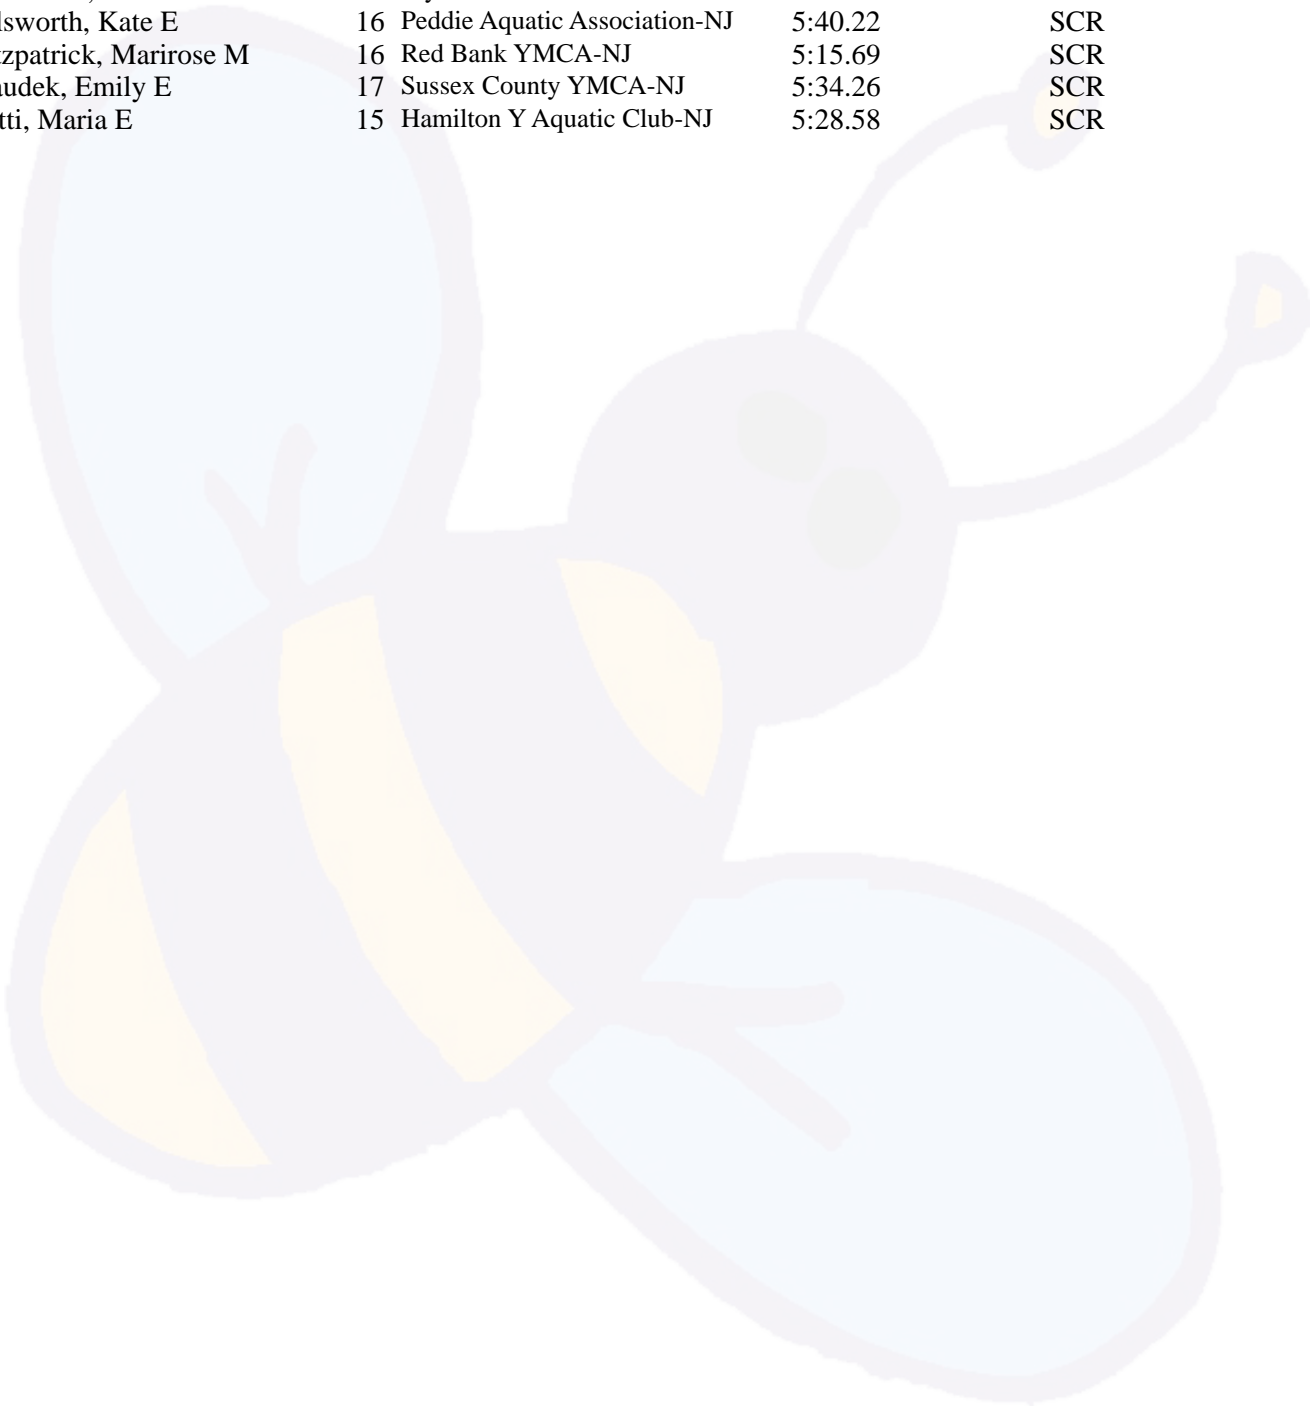 lsworth, Kate E 16 Peddie Aquatic Association-NJ 5:40.22 SCR
tzpatrick, Marirose M 16 Red Bank YMCA-NJ 5:15.69 SCR
audek, Emily E 17 Sussex County YMCA-NJ 5:34.26 SCR
tti, Maria E 15 Hamilton Y Aquatic Club-NJ 5:28.58 SCR